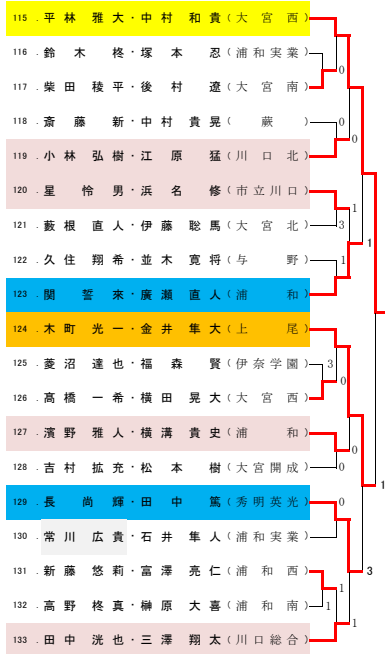 115 . 平 林 雅 大 ・ 中 村 和 貴 ( 大 宮 西 )
116 . 鈴 木 柊 ・ 塚 本 忍 ( 浦 和 実 業 )
0
117 . 柴 田 稜 平 ・ 後 村 遼 ( 大 宮 南 )
0
118 . 斎 藤 新 ・ 中 村 貴 晃 ( 蕨 )
0
0
119 . 小 林 弘 樹 ・ 江 原 猛 ( 川 口 北 )
120 . 星 怜 男 ・ 浜 名 修 ( 市 立 川 口 )
1
121 . 藪 根 直 人 ・ 伊 藤 聡 馬 ( 大 宮 北 )
3
1
122 . 久 住 翔 希 ・ 並 木 寛 将 ( 与 野 )
1
123 . 関 誓 来 ・ 廣 瀬 直 人 ( 浦 和 )
124 . 木 町 光 一 ・ 金 井 隼 大 ( 上 尾 )
125 . 菱 沼 達 也 ・ 福 森 賢 ( 伊 奈 学 園 )
3
0
126 . 高 橋 一 希 ・ 横 田 晃 大 ( 大 宮 西 )
127 . 濱 野 雅 人 ・ 横 溝 貴 史 ( 浦 和 )
0
128 . 吉 村 拡 充 ・ 松 本 樹 ( 大 宮 開 成 )
0
1
129 . 長 尚 輝 ・ 田 中 篤 ( 秀 明 英 光 )
0
130 . 常 川 広 貴 ・ 石 井 隼 人 ( 浦 和 実 業 )
131 . 新 藤 悠 莉 ・ 富 澤 亮 仁 ( 浦 和 西 )
3
1
132 . 高 野 柊 真 ・ 榊 原 大 喜 ( 浦 和 南 )
1
1
133 . 田 中 洸 也 ・ 三 澤 翔 太 ( 川 口 総 合 )